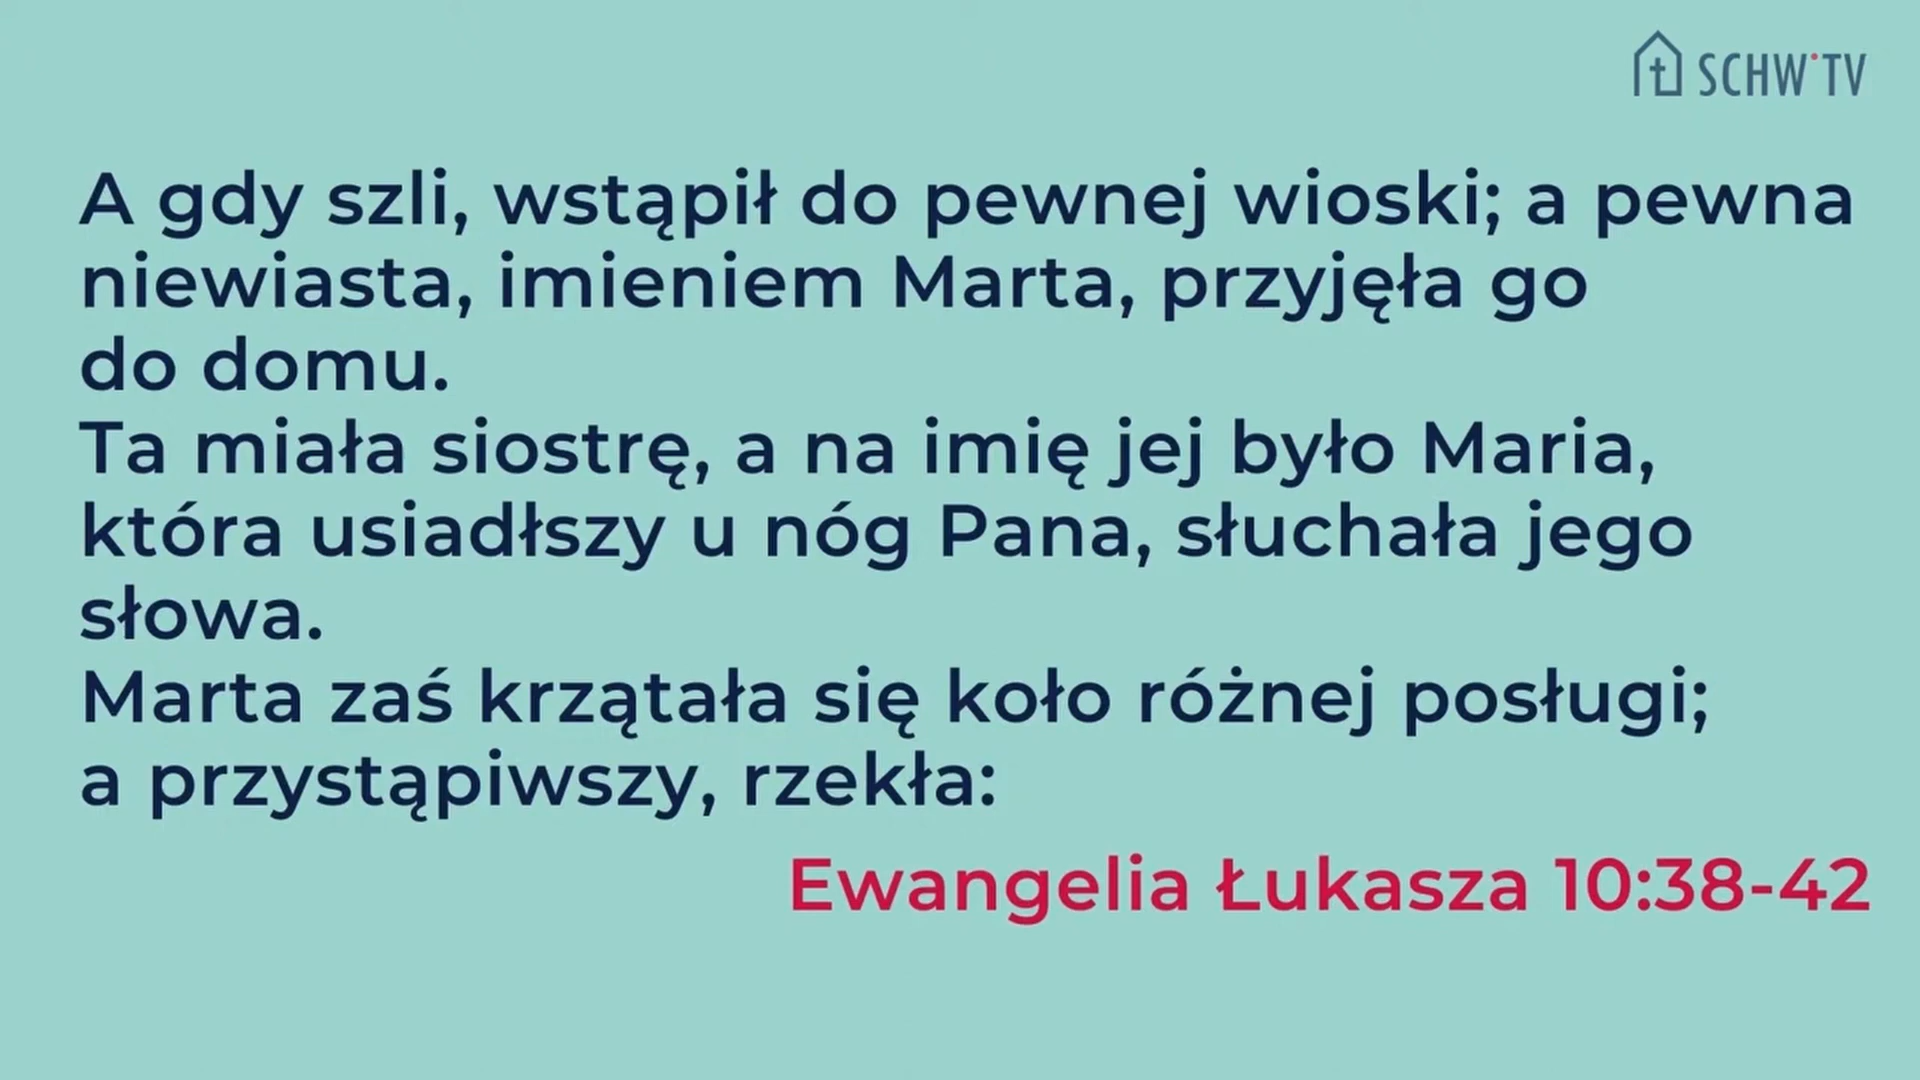 SCHW TV
A gdy szli, wstąpił do pewnej wioski; a pewna
niewiasta, imieniem Marta, przyjęła go
do domu.
Ta miała siostrę, a na imię jej było Maria,
która usiadłszy u nóg Pana, słuchała jego
słowa.
Marta zaś krzątała się koło różnej posługi;
a przystąpiwszy, rzekła:
Ewangelia Łukasza 10:38-42